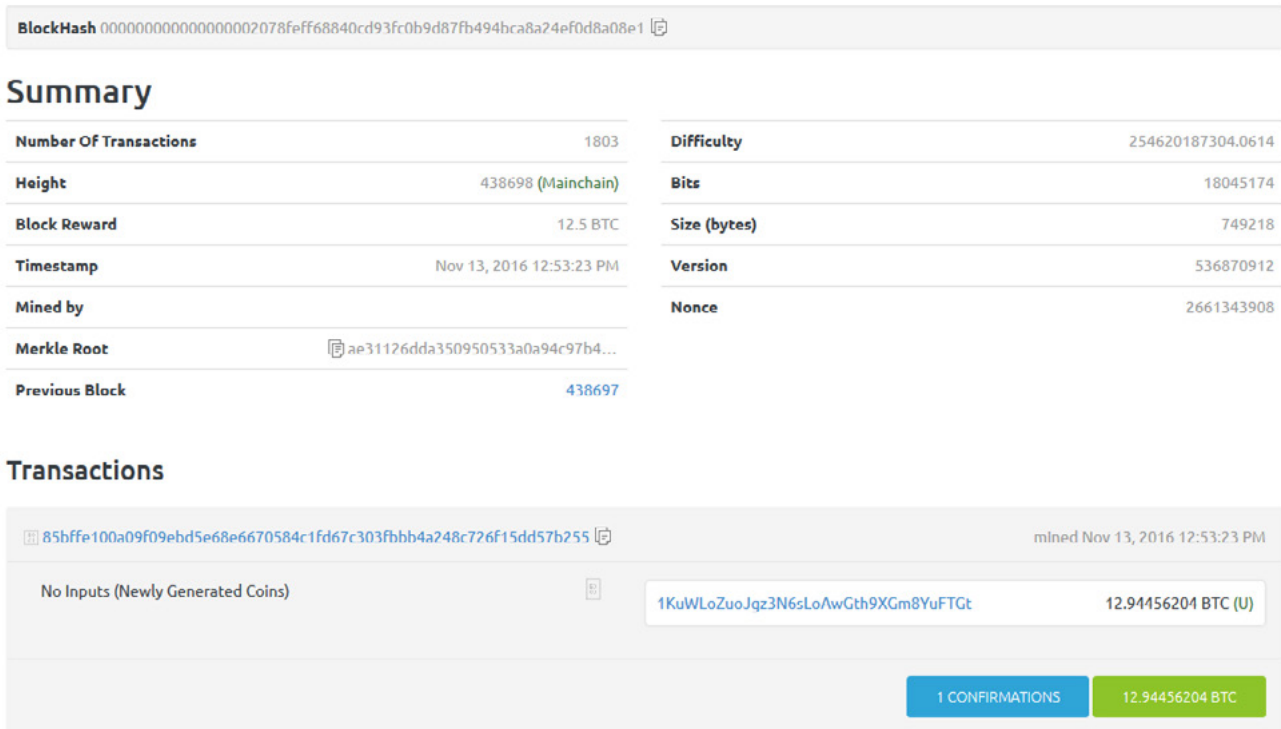 BlockHash 000000000000000002078feff68840cd93fc0b9d87fb494bca8a24ef0d8a08e1
Summary
Number Of Transactions 1803
Height 438698 (Mainchain)
Block Reward 12.5 BTC
Timestamp Nov 13, 2016 12:53:23 PM
Mined by
Merkle Root ae31126dda350950533a0a94c97b4...
Previous Block 438697
Difficulty 254620187304.0614
Bits 18045174
Size (bytes) 749218
Version 536870912
Nonce 2661343908
Transactions
85bffe100a09f09ebd5e68e6670584c1fd67c303fbbb4a248c726f15dd57b255 mined Nov 13, 2016 12:53:23 PM
No Inputs (Newly Generated Coins)
1KuWLoZuoJqz3N6sLoAwGth9XGm8YuFTGt 12.94456204 BTC (U)
1 CONFIRMATIONS
12.94456204 BTC